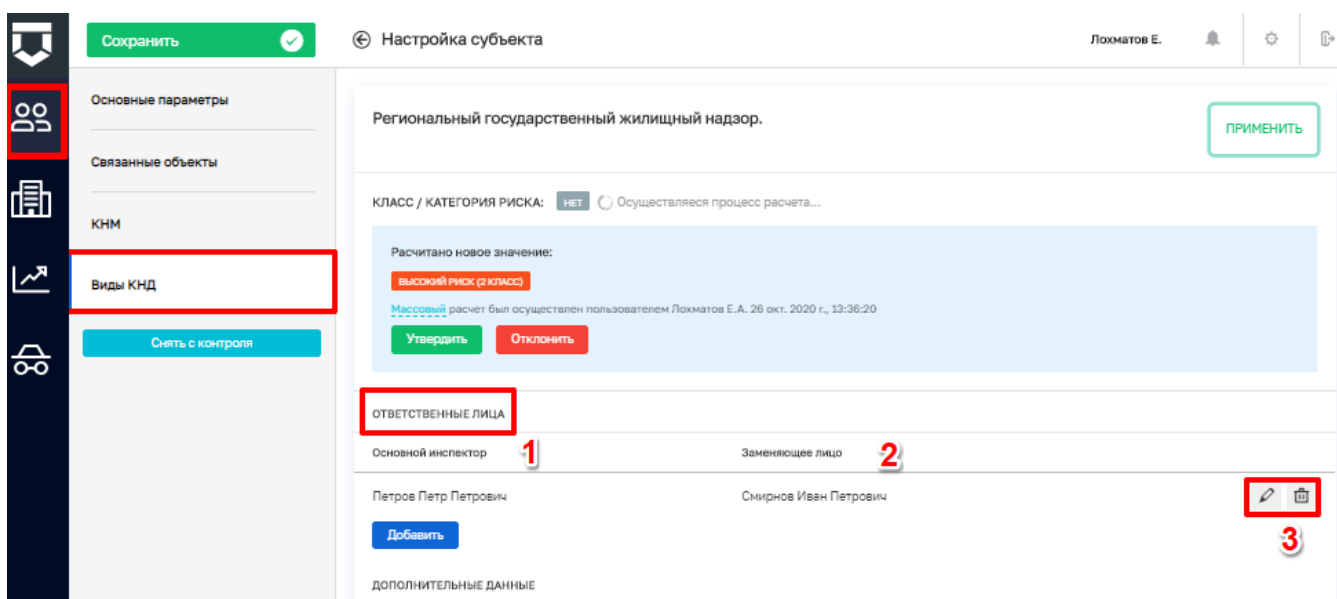 Сохранить
Настройка субъекта
Лохматов Е.
Основные параметры
Связанные объекты
КНМ
Виды КНД
Снять с контроля
Региональный государственный жилищный надзор.
ПРИМЕНИТЬ
КЛАСС / КАТЕГОРИЯ РИСКА: НЕТ Осуществляеся процесс расчета...
Расчитано новое значение:
ВЫСОКИЙ РИСК (2 КЛАСС)
Массовый расчет был осуществлен пользователем Лохматов Е.А. 26 окт. 2020 г., 13:36:20
Утвердить Отклонить
ОТВЕТСТВЕННЫЕ ЛИЦА
Основной инспектор 1 Заменяющее лицо 2
Петров Петр Петрович Смирнов Иван Петрович
3
Добавить
ДОПОЛНИТЕЛЬНЫЕ ДАННЫЕ